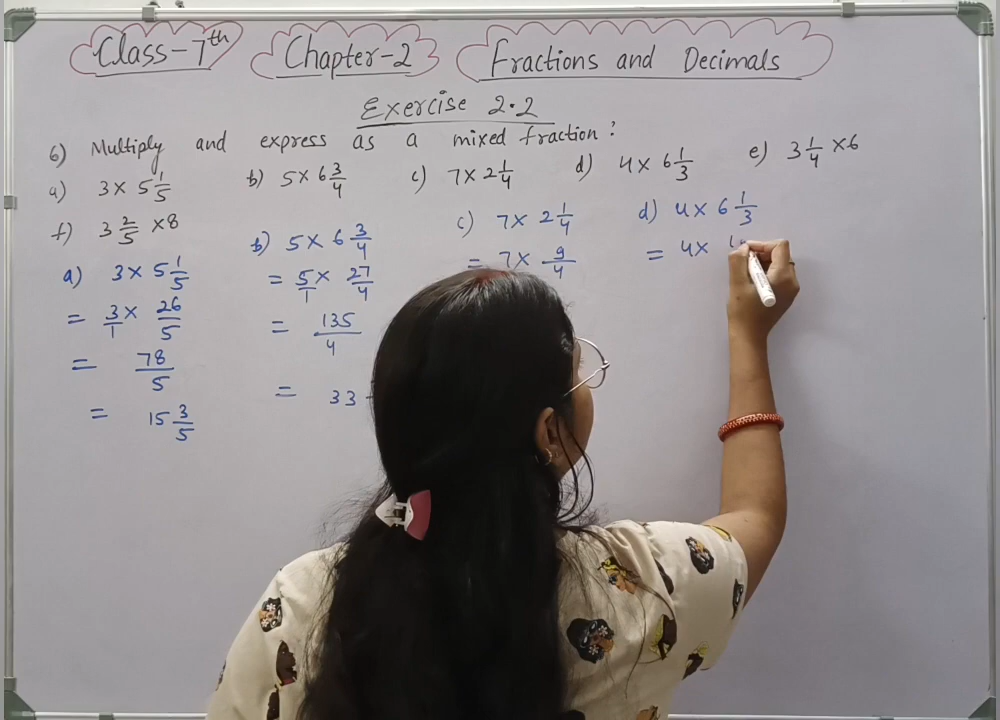 Class-7th Chapter-2 Fractions and Decimals
Exercise 2.2
6) Multiply and express as a mixed fraction?
a) 3 × 5 1/5 b) 5 × 6 3/4 c) 7 × 2 1/4 d) 4 × 6 1/3 e) 3 1/4 × 6
f) 3 2/5 × 8
a) 3 × 5 1/5
= 3/1 × 26/5
= 78/5
= 15 3/5
b) 5 × 6 3/4
= 5/1 × 27/4
= 135/4
= 33
c) 7 × 2 1/4
= 7 × 9/4
d) 4 × 6 1/3
= 4 ×